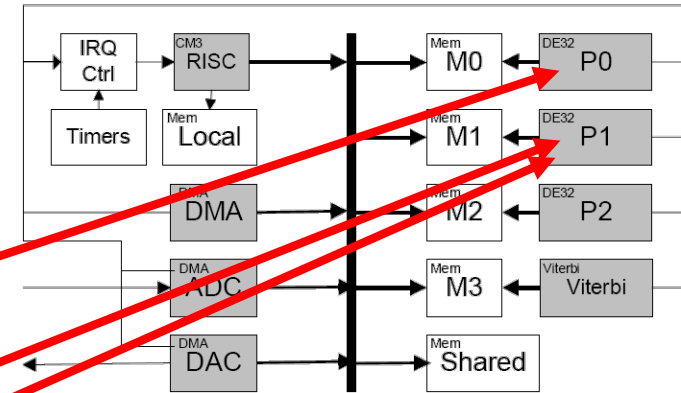 IRQ
Ctrl
CM3
RISC
Mem
M0
DE32
P0
Timers
Mem
Local
Mem
M1
DE32
P1
DMA
DMA
Mem
M2
DE32
P2
DMA
ADC
Mem
M3
Viterbi
Viterbi
DMA
DAC
Mem
Shared